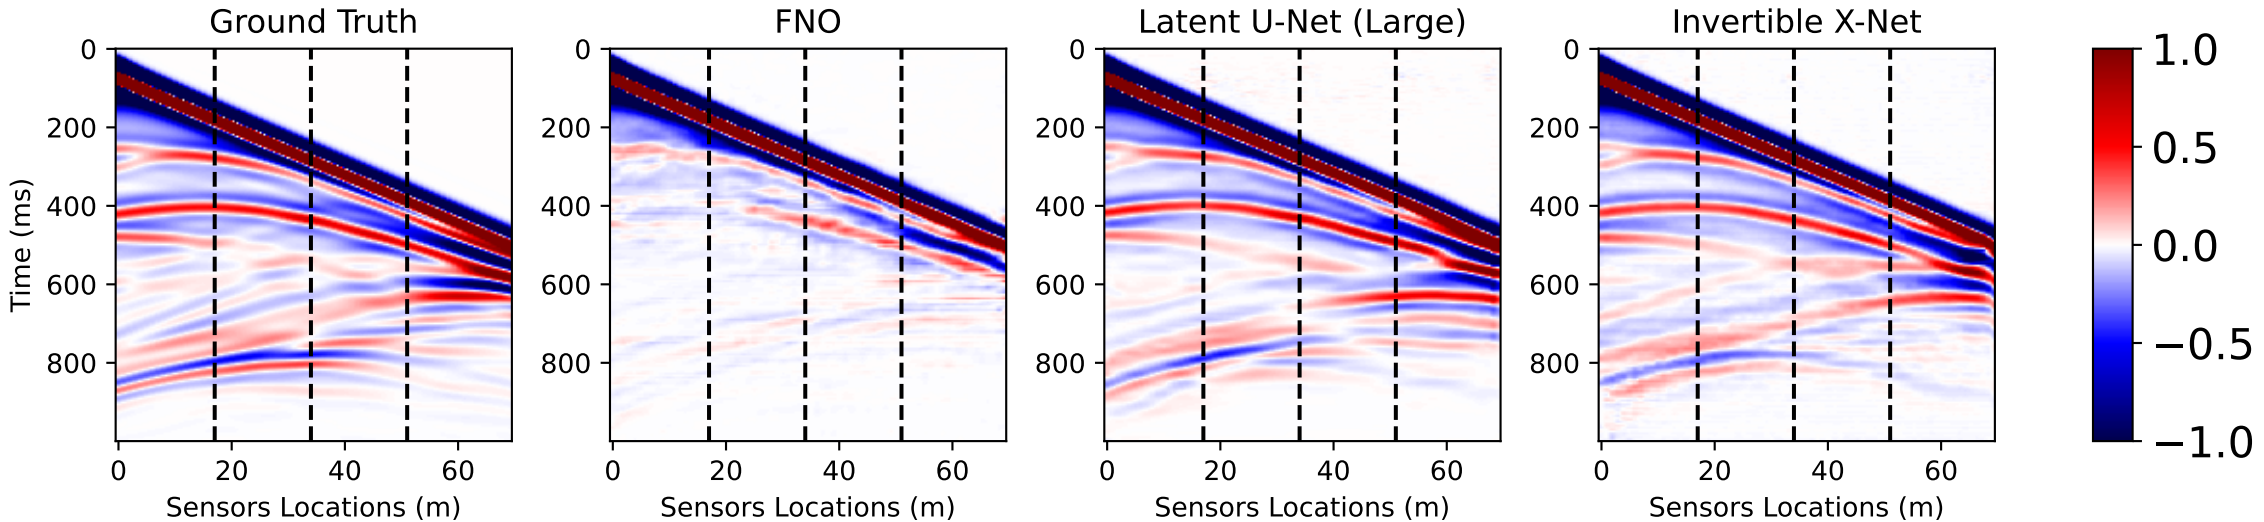 Ground Truth
FNO
Latent U-Net (Large)
Invertible X-Net
Time (ms)
0
200
400
600
800
0 20 40 60
Sensors Locations (m)
0
200
400
600
800
0 20 40 60
Sensors Locations (m)
0
200
400
600
800
0 20 40 60
Sensors Locations (m)
0
200
400
600
800
0 20 40 60
Sensors Locations (m)
1.0
0.5
0.0
−0.5
−1.0